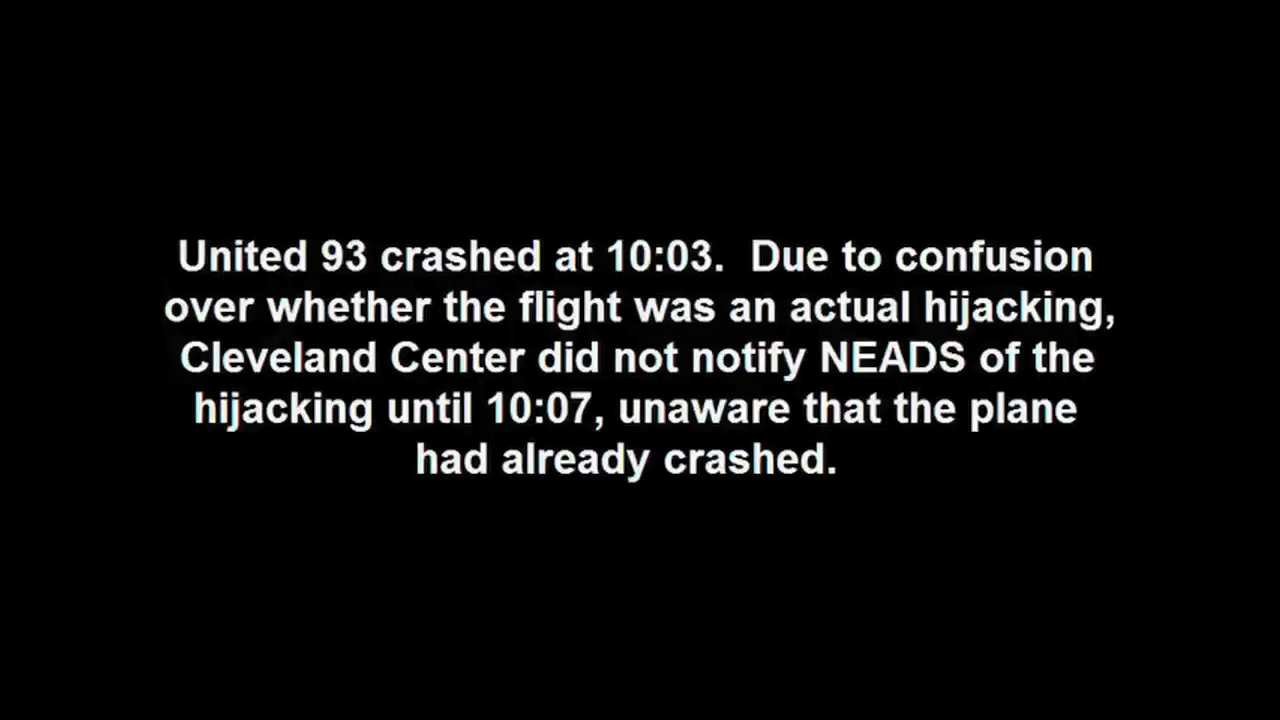 United 93 crashed at 10:03.  Due to confusion
over whether the flight was an actual hijacking,
Cleveland Center did not notify NEADS of the
hijacking until 10:07, unaware that the plane
had already crashed.